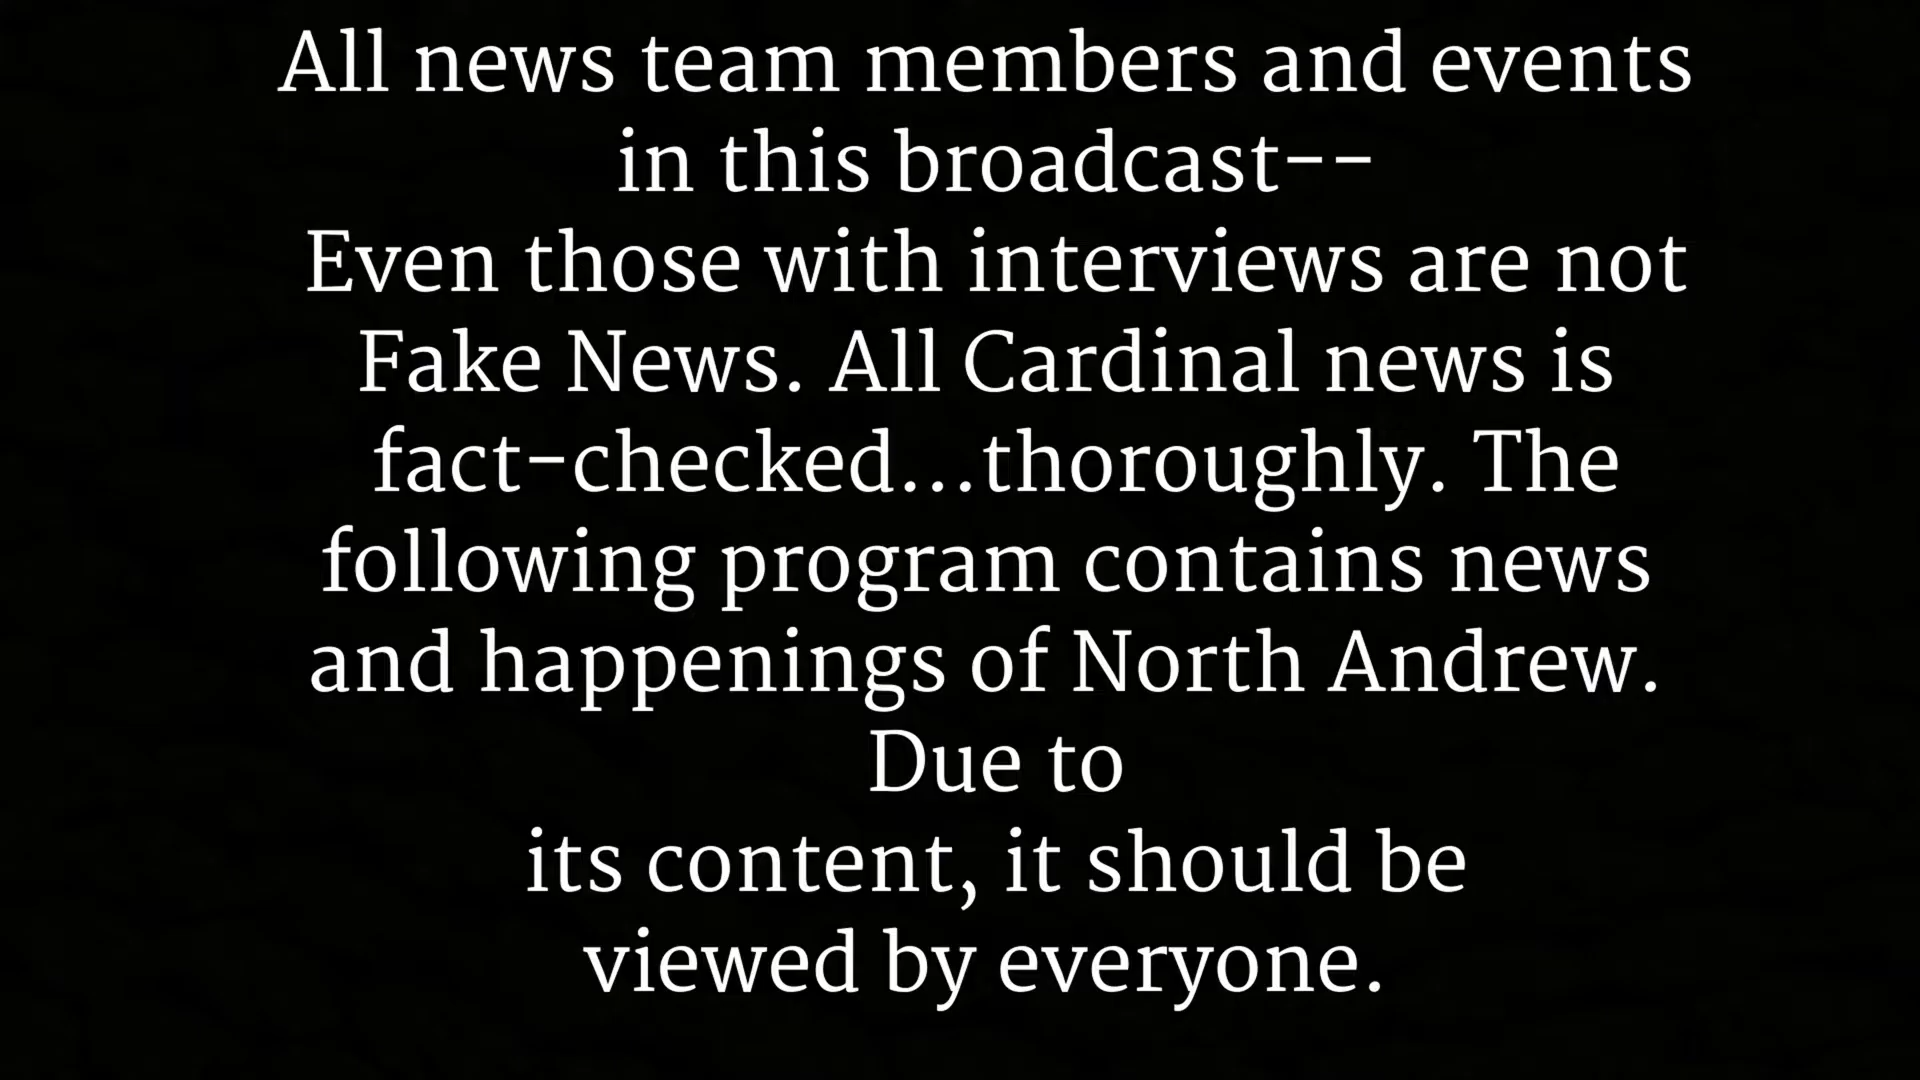 All news team members and events
in this broadcast--
Even those with interviews are not
Fake News. All Cardinal news is
fact-checked...thoroughly. The
following program contains news
and happenings of North Andrew.
Due to
its content, it should be
viewed by everyone.